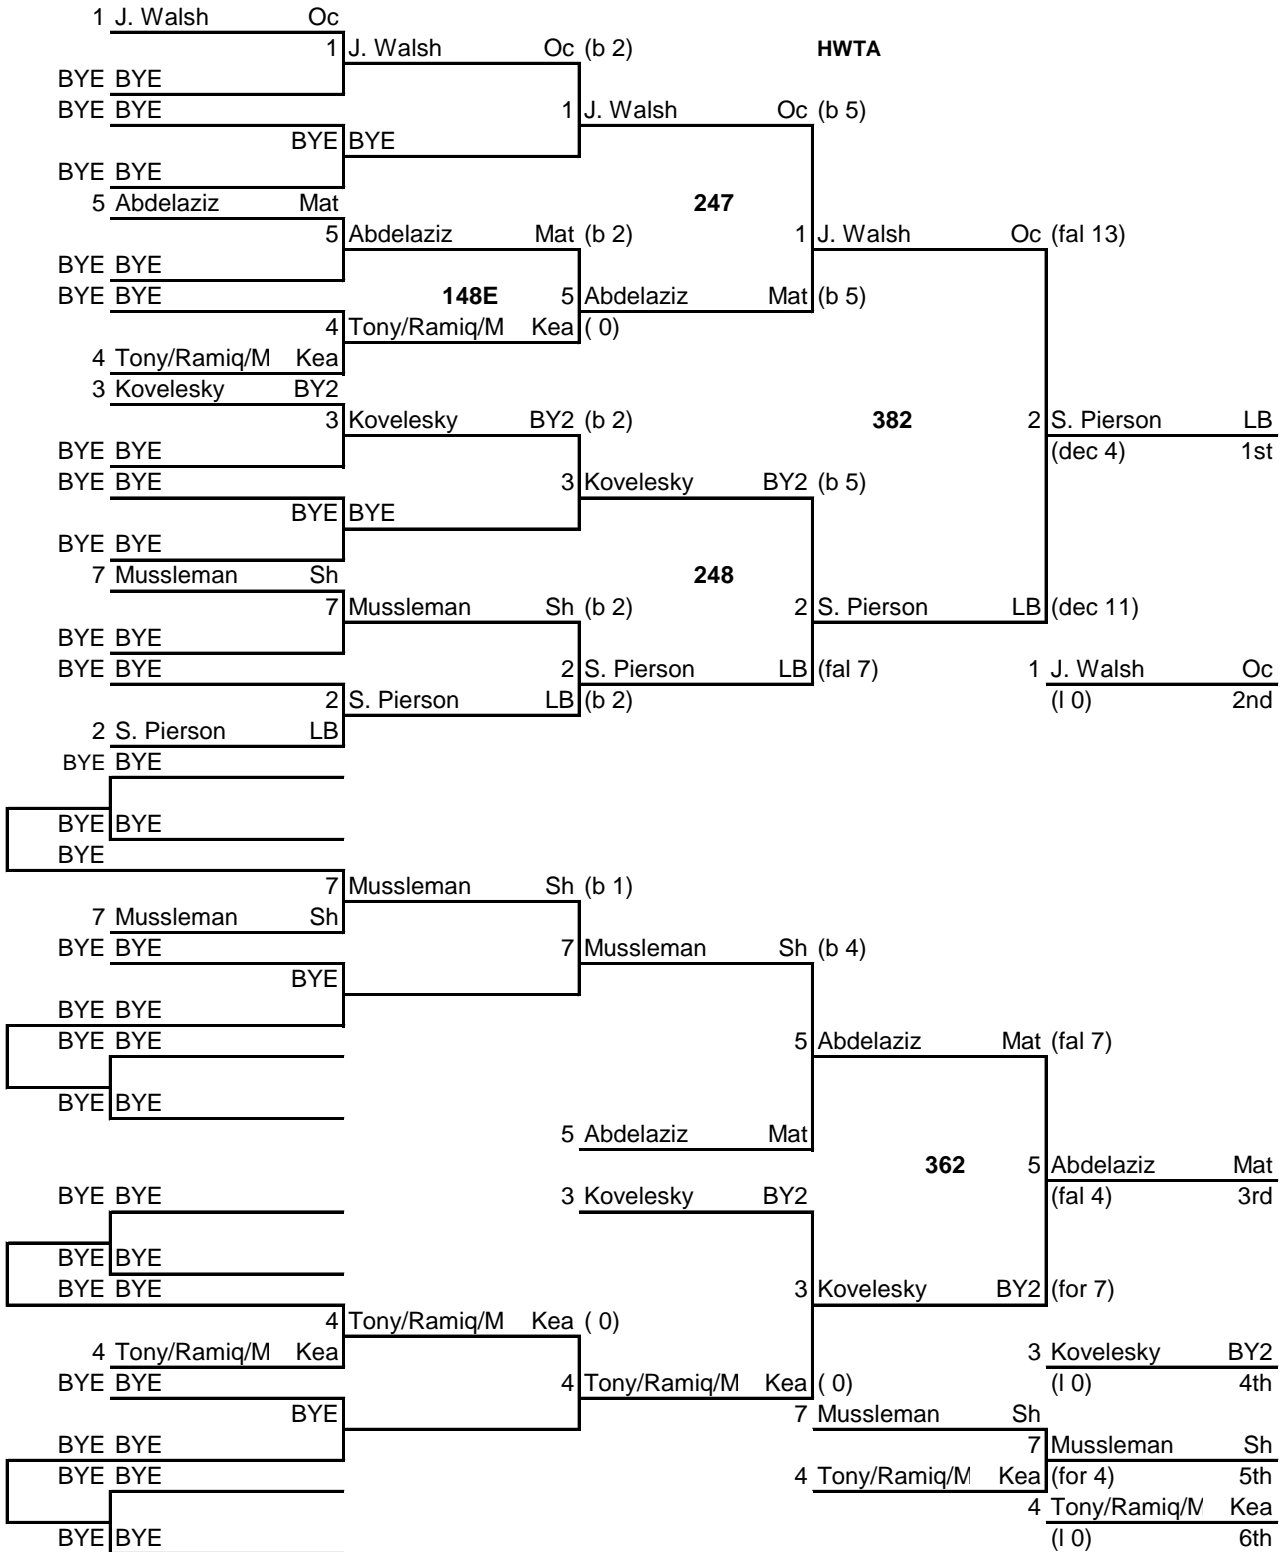 1 J. Walsh Oc
1 J. Walsh Oc (b 2) HWTA
BYE BYE
BYE BYE 1 J. Walsh Oc (b 5)
BYE BYE
BYE BYE
5 Abdelaziz Mat 247
5 Abdelaziz Mat (b 2) 1 J. Walsh Oc (fal 13)
BYE BYE
BYE BYE 148E 5 Abdelaziz Mat (b 5)
4 Tony/Ramiq/M Kea ( 0)
4 Tony/Ramiq/M Kea
3 Kovelesky BY2
3 Kovelesky BY2 (b 2) 382 2 S. Pierson LB
BYE BYE (dec 4) 1st
BYE BYE 3 Kovelesky BY2 (b 5)
BYE BYE
BYE BYE
7 Mussleman Sh 248
7 Mussleman Sh (b 2) 2 S. Pierson LB (dec 11)
BYE BYE
BYE BYE 2 S. Pierson LB (fal 7) 1 J. Walsh Oc
2 S. Pierson LB (b 2) (l 0) 2nd
2 S. Pierson LB
BYE BYE
BYE BYE
BYE
7 Mussleman Sh (b 1)
7 Mussleman Sh
BYE BYE 7 Mussleman Sh (b 4)
BYE
BYE BYE
BYE BYE 5 Abdelaziz Mat (fal 7)
BYE BYE
5 Abdelaziz Mat
362 5 Abdelaziz Mat
BYE BYE 3 Kovelesky BY2 (fal 4) 3rd
BYE BYE
BYE BYE 3 Kovelesky BY2 (for 7)
4 Tony/Ramiq/M Kea ( 0)
4 Tony/Ramiq/M Kea 3 Kovelesky BY2
BYE BYE 4 Tony/Ramiq/M Kea ( 0) (l 0) 4th
BYE 7 Mussleman Sh
BYE BYE 7 Mussleman Sh
BYE BYE 4 Tony/Ramiq/M Kea (for 4) 5th
4 Tony/Ramiq/M Kea
BYE BYE (l 0) 6th